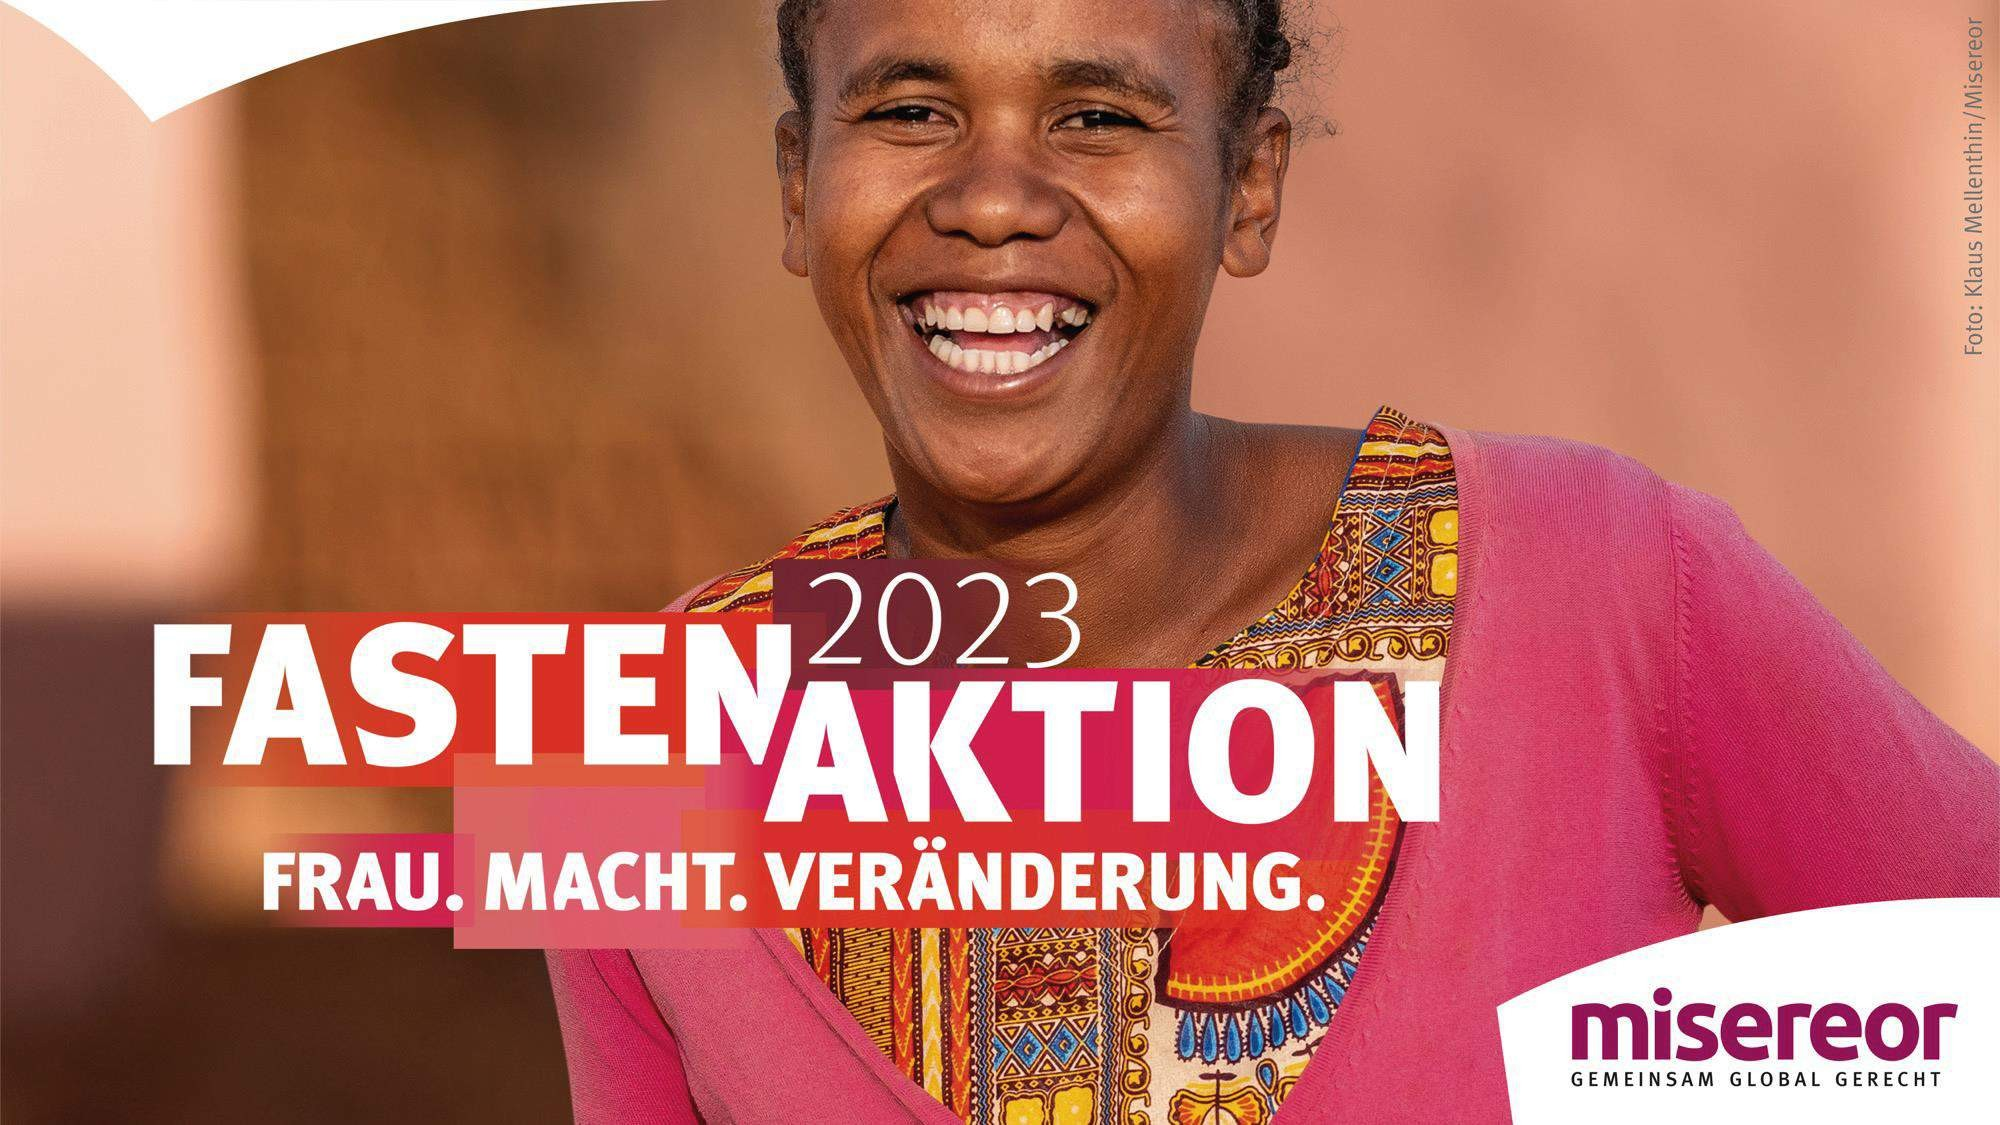 2023
FASTEN
AKTION
FRAU. MACHT. VERÄNDERUNG.
misereor
GEMEINSAM GLOBAL GERECHT
Foto: Klaus Mellenthin/Misereor